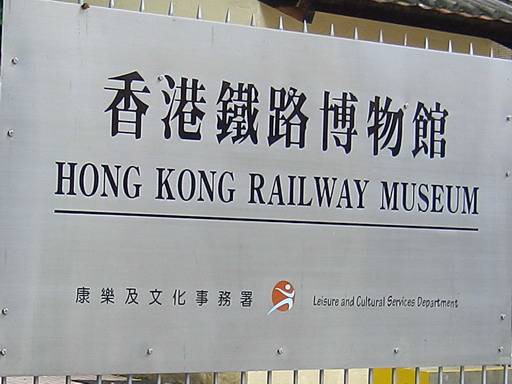 香港鐵路博物館
HONG KONG RAILWAY MUSEUM
康樂及文化事務署 Leisure and Cultural Services Department